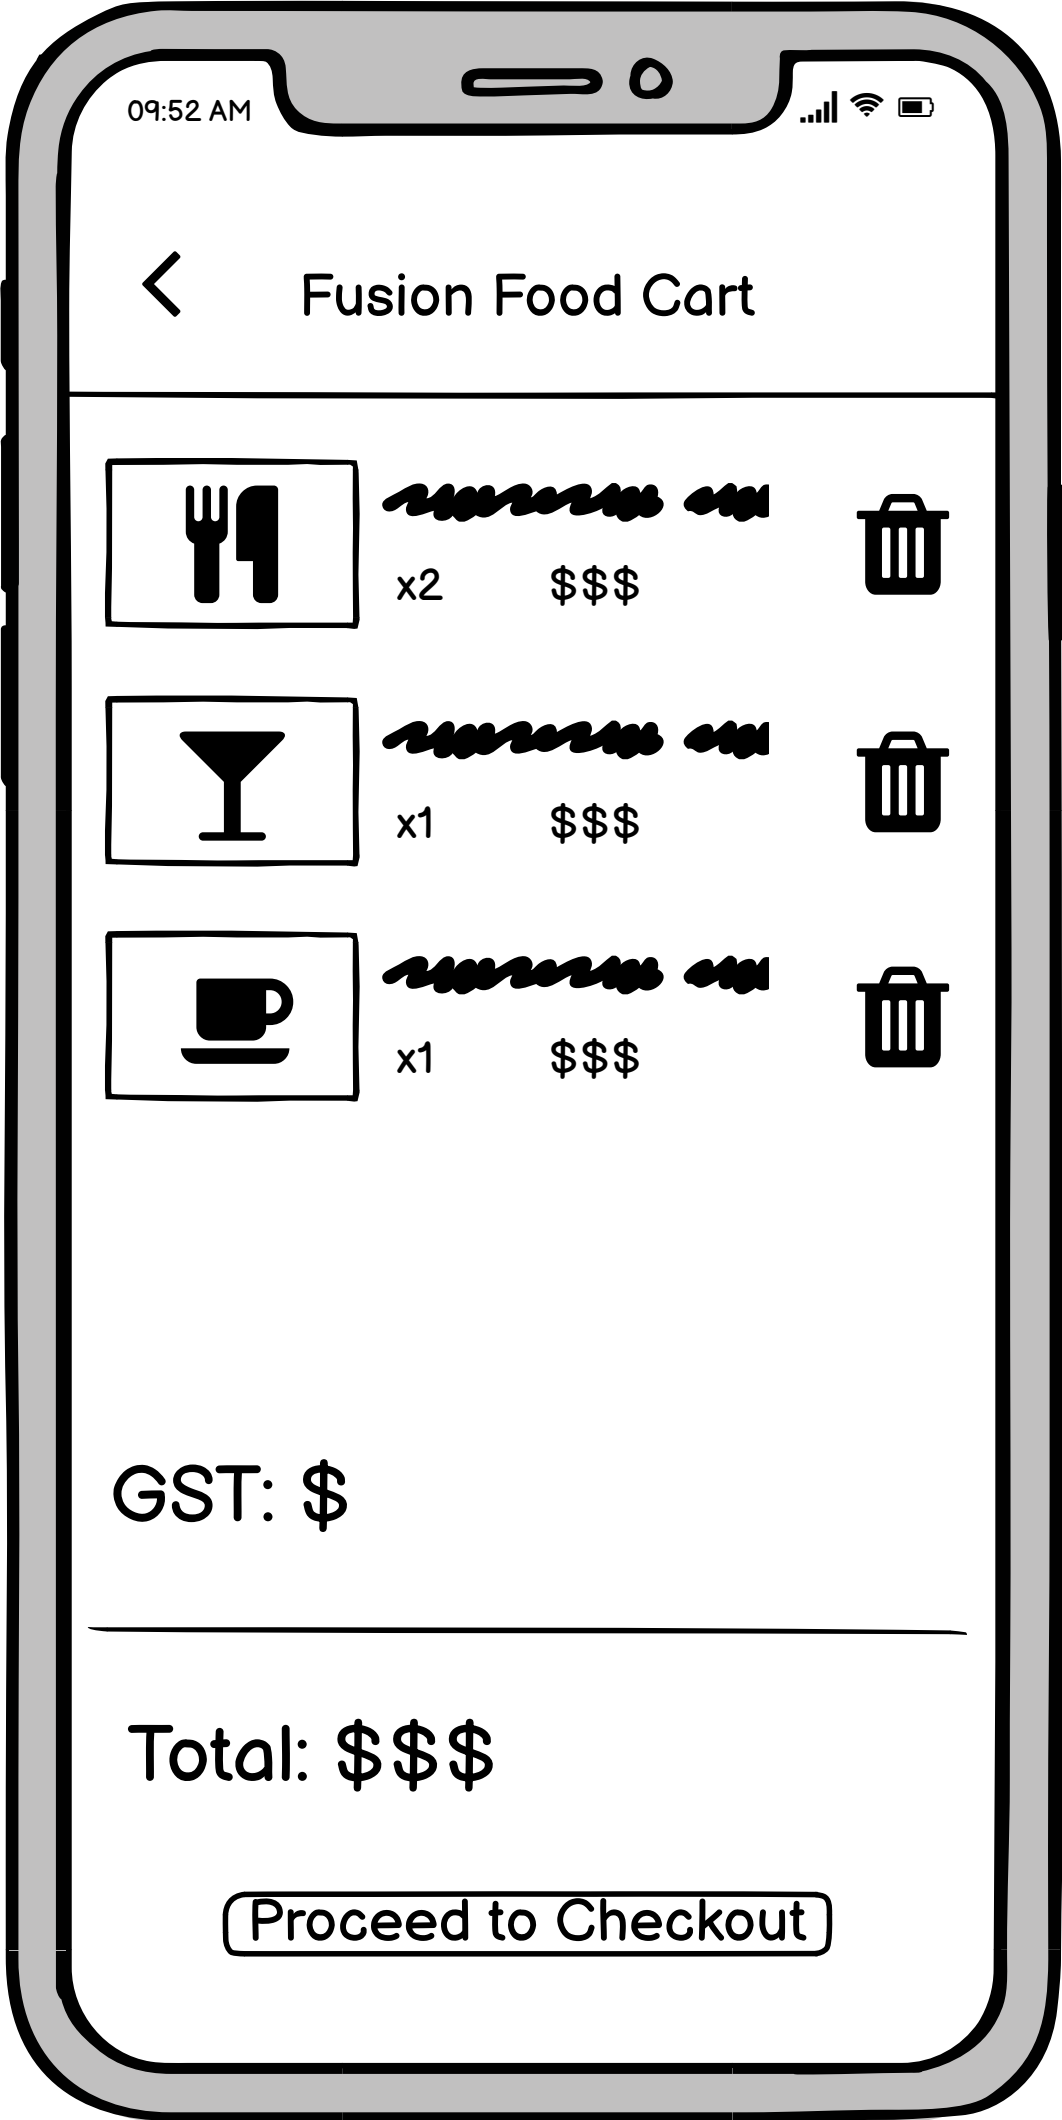 09:52 AM
Fusion Food Cart
x2 $$$
x1 $$$
x1 $$$
GST: $
Total: $$$
Proceed to Checkout